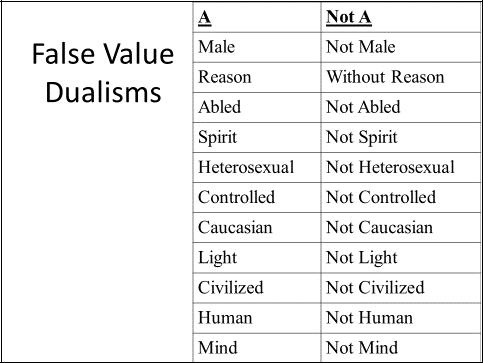 False Value
Dualisms
A Not A
Male Not Male
Reason Without Reason
Abled Not Abled
Spirit Not Spirit
Heterosexual Not Heterosexual
Controlled Not Controlled
Caucasian Not Caucasian
Light Not Light
Civilized Not Civilized
Human Not Human
Mind Not Mind